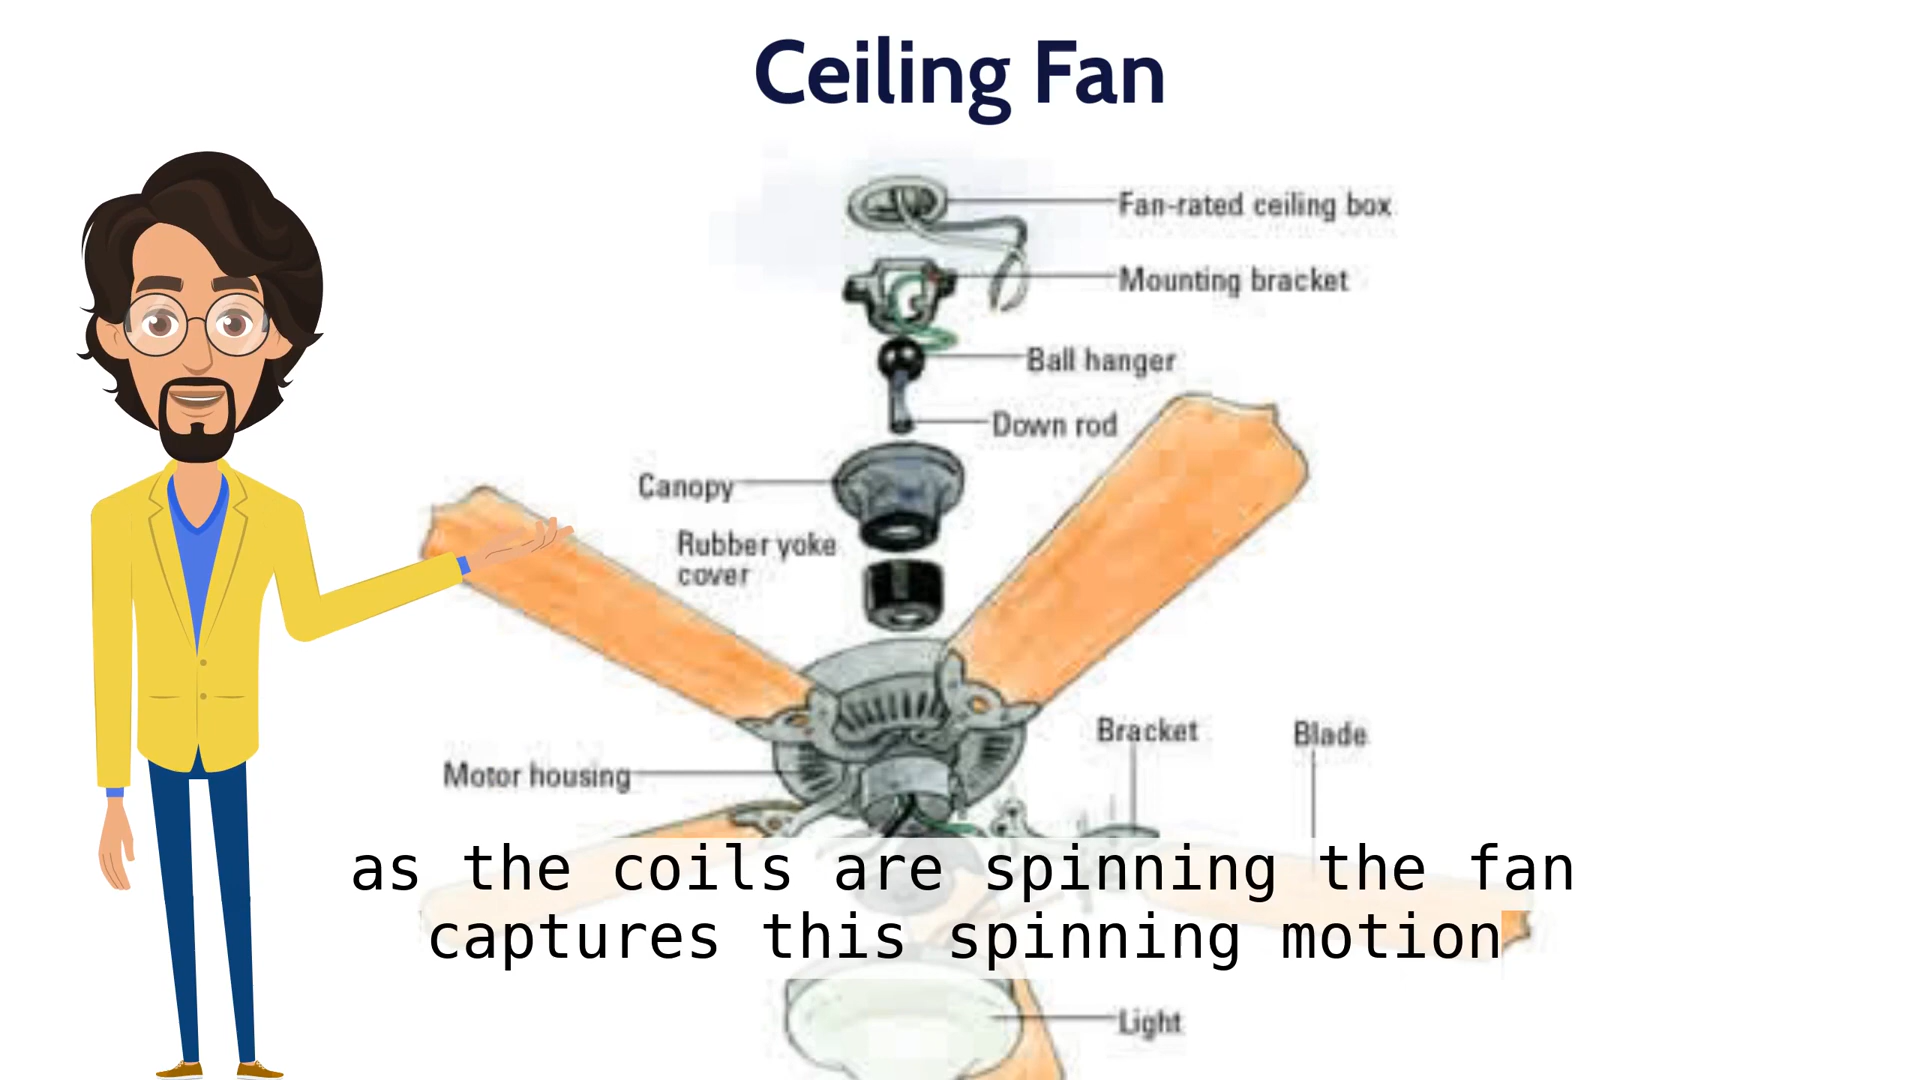 Ceiling Fan
Fan-rated ceiling box
Mounting bracket
Ball hanger
Down rod
Canopy
Rubber yoke
cover
Bracket
Blade
Motor housing
as the coils are spinning the fan
captures this spinning motion
Light